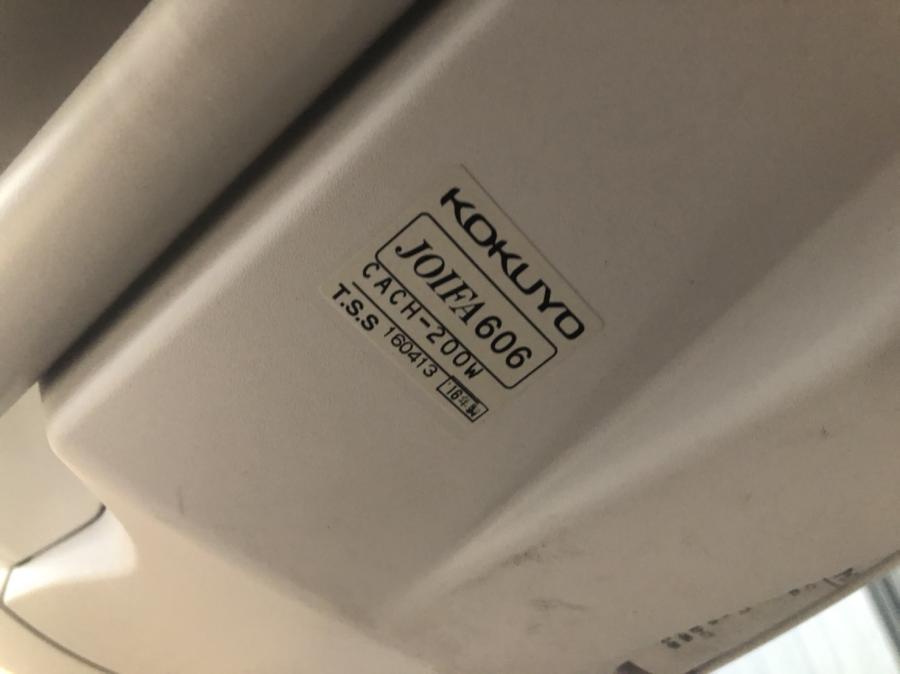 KOKUYO
JOIFA606
CACH-200W
T.S.S 160413 16年製